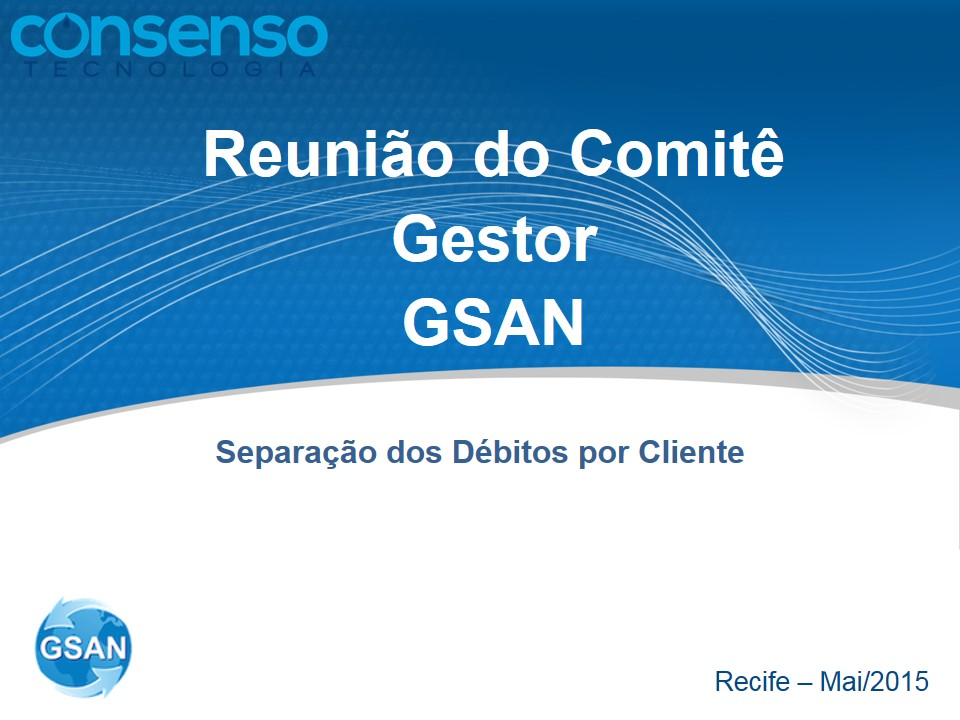 consenso
TECNOLOGIA
Reunião do Comitê
Gestor
GSAN
Separação dos Débitos por Cliente
GSAN
Recife – Mai/2015